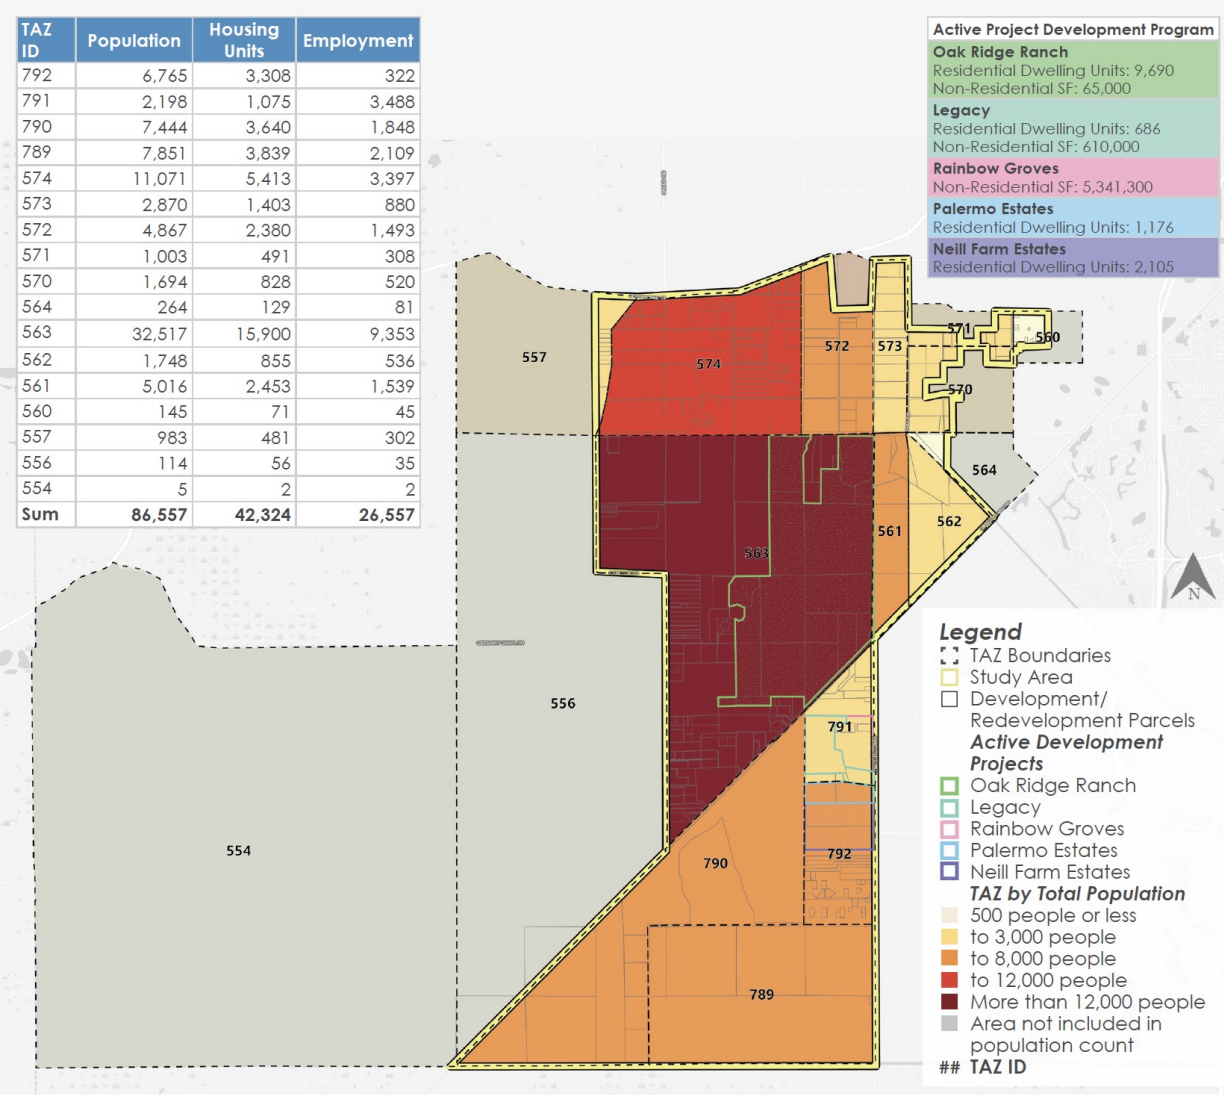 TAZ ID Population Housing Units Employment
792 6,765 3,308 322
791 2,198 1,075 3,488
790 7,444 3,640 1,848
789 7,851 3,839 2,109
574 11,071 5,413 3,397
573 2,870 1,403 880
572 4,867 2,380 1,493
571 1,003 491 308
570 1,694 828 520
564 264 129 81
563 32,517 15,900 9,353
562 1,748 855 536
561 5,016 2,453 1,539
560 145 71 45
557 983 481 302
556 114 56 35
554 5 2 2
Sum 86,557 42,324 26,557
Active Project Development Program
Oak Ridge Ranch
Residential Dwelling Units: 9,690
Non-Residential SF: 65,000
Legacy
Residential Dwelling Units: 686
Non-Residential SF: 610,000
Rainbow Groves
Non-Residential SF: 5,341,300
Palermo Estates
Residential Dwelling Units: 1,176
Neill Farm Estates
Residential Dwelling Units: 2,105
557
574
572
573
571
560
570
564
563
561
562
556
791
554
790
792
789
N
Legend
TAZ Boundaries
Study Area
Development/
Redevelopment Parcels
Active Development
Projects
Oak Ridge Ranch
Legacy
Rainbow Groves
Palermo Estates
Neill Farm Estates
TAZ by Total Population
500 people or less
to 3,000 people
to 8,000 people
to 12,000 people
More than 12,000 people
Area not included in
population count
## TAZ ID